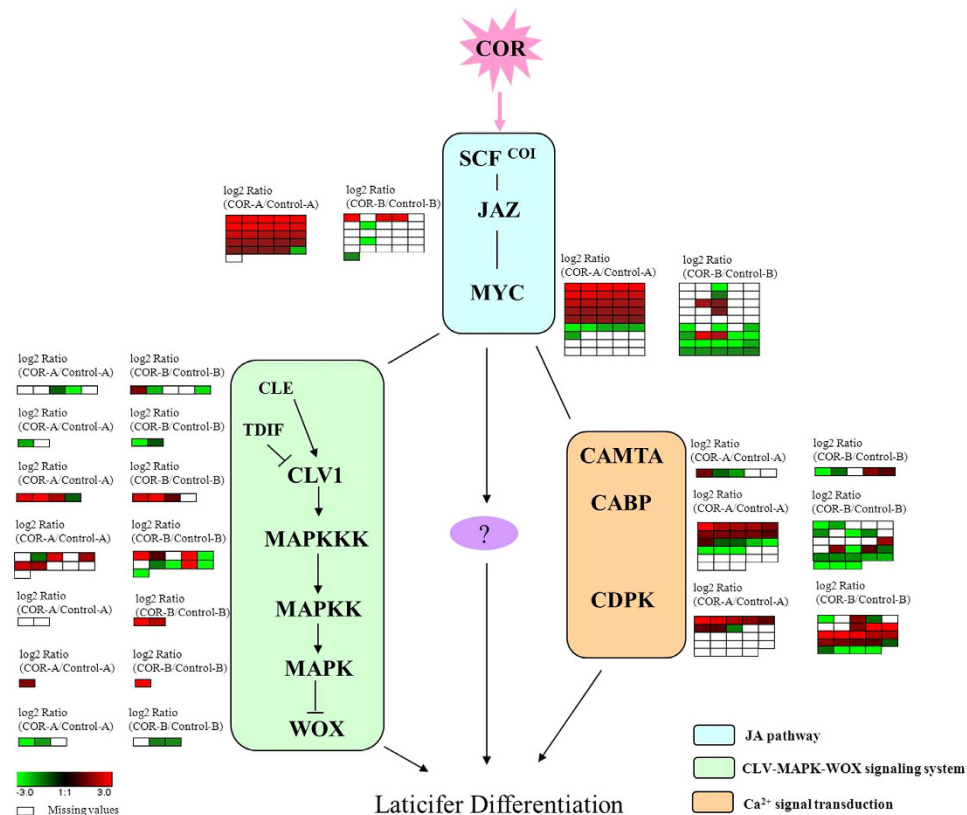 COR
SCF COI
JAZ
MYC
log2 Ratio
(COR-A/Control-A)
log2 Ratio
(COR-B/Control-B)
log2 Ratio
(COR-A/Control-A)
log2 Ratio
(COR-B/Control-B)
log2 Ratio
(COR-A/Control-A)
log2 Ratio
(COR-B/Control-B)
log2 Ratio
(COR-A/Control-A)
log2 Ratio
(COR-B/Control-B)
log2 Ratio
(COR-A/Control-A)
log2 Ratio
(COR-B/Control-B)
log2 Ratio
(COR-A/Control-A)
log2 Ratio
(COR-B/Control-B)
log2 Ratio
(COR-A/Control-A)
log2 Ratio
(COR-B/Control-B)
log2 Ratio
(COR-A/Control-A)
log2 Ratio
(COR-B/Control-B)
log2 Ratio
(COR-A/Control-A)
log2 Ratio
(COR-B/Control-B)
CLE
TDIF
CLV1
MAPKKK
MAPKK
MAPK
WOX
?
CAMTA
CABP
CDPK
log2 Ratio
(COR-A/Control-A)
log2 Ratio
(COR-B/Control-B)
log2 Ratio
(COR-A/Control-A)
log2 Ratio
(COR-B/Control-B)
log2 Ratio
(COR-A/Control-A)
log2 Ratio
(COR-B/Control-B)
-3.0 1:1 3.0
Missing values
Laticifer Differentiation
JA pathway
CLV-MAPK-WOX signaling system
Ca²⁺ signal transduction